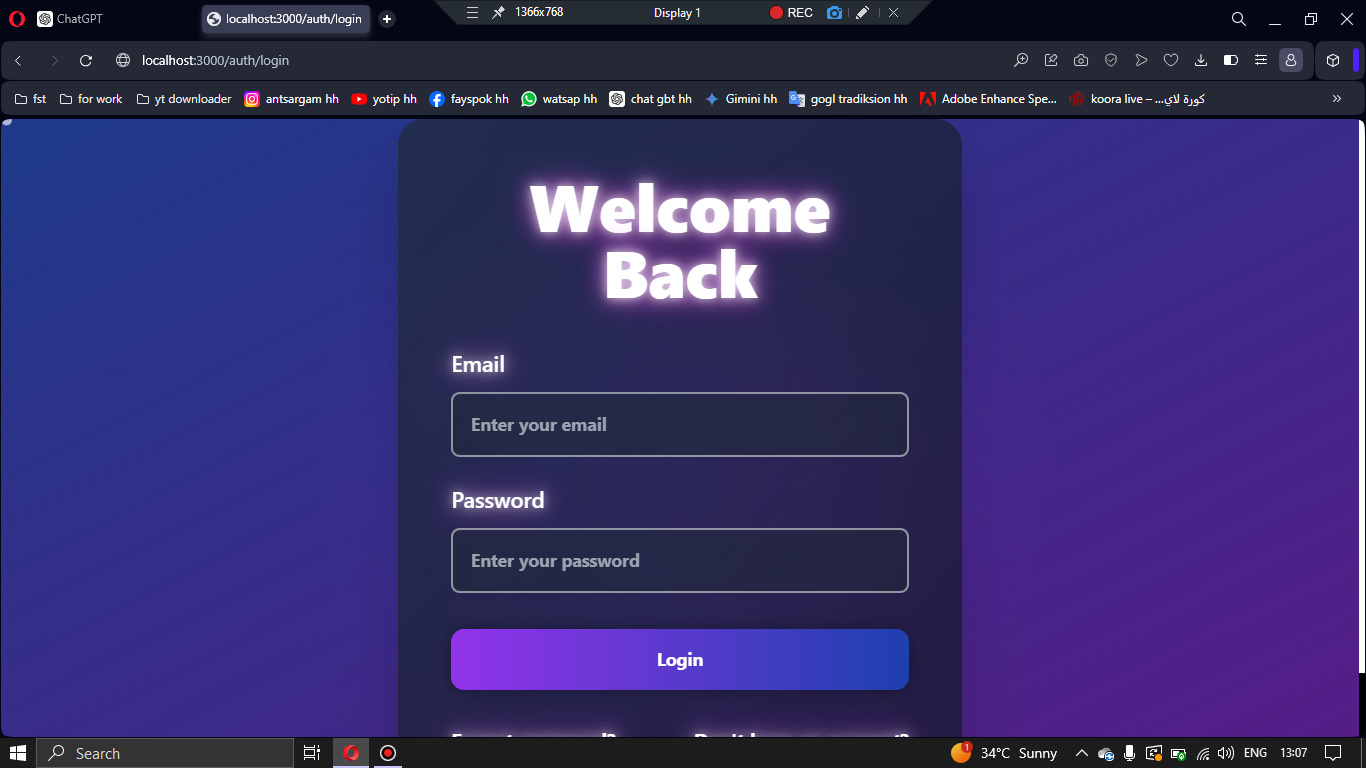 ChatGPT
localhost:3000/auth/login
1366x768
Display 1
REC
localhost:3000/auth/login
fst
for work
yt downloader
antsargam hh
yotip hh
fayspok hh
watsap hh
chat gbt hh
Gimini hh
gogl tradiksion hh
Adobe Enhance Spe...
koora live – ...كورة لاي
Welcome
Back
Email
Enter your email
Password
Enter your password
Login
Search
1
34°C Sunny
ENG
13:07